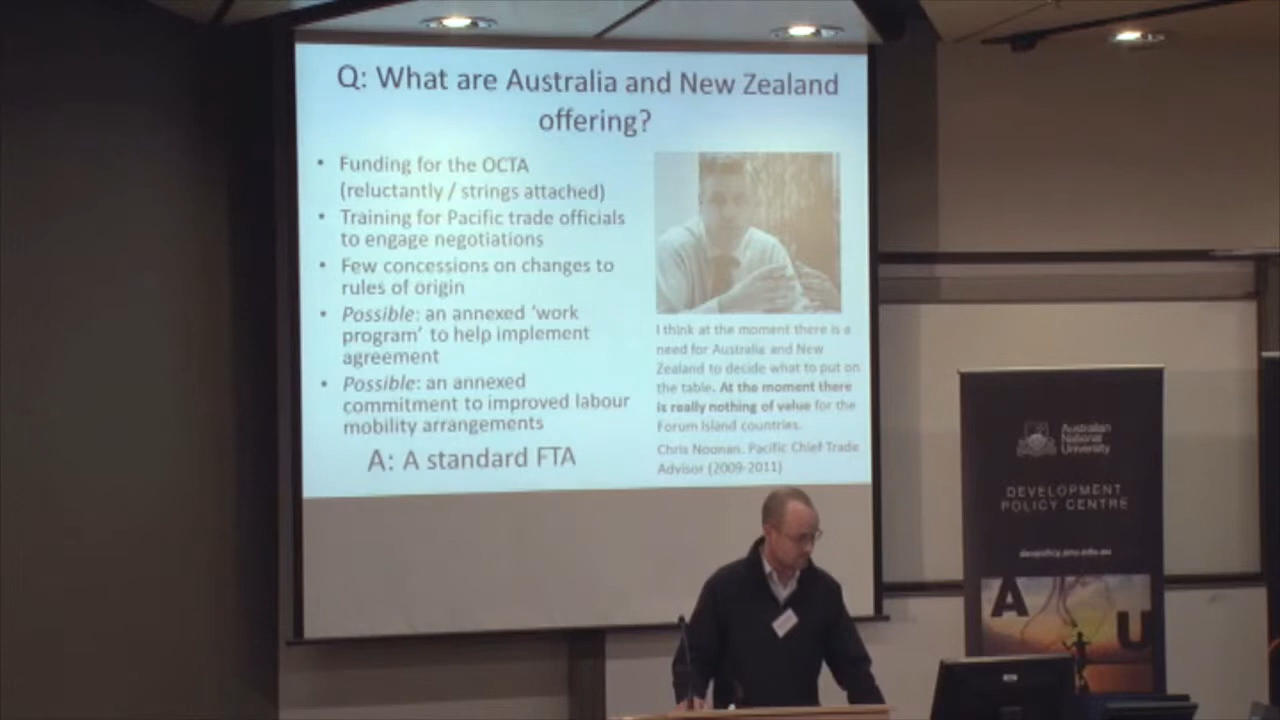 Q: What are Australia and New Zealand
offering?
• Funding for the OCTA
(reluctantly / strings attached)
• Training for Pacific trade officials
to engage negotiations
• Few concessions on changes to
rules of origin
• Possible: an annexed 'work
program' to help implement
agreement
• Possible: an annexed
commitment to improved labour
mobility arrangements
A: A standard FTA
I think at the moment there is a
need for Australia and New
Zealand to decide what to put on
the table. At the moment there
is really nothing of value for the
Forum Island countries.
Chris Noonan, Pacific Chief Trade
Advisor (2009-2011)
Australian
National
University
DEVELOPMENT
POLICY CENTRE
devpolicy.anu.edu.au
A
U